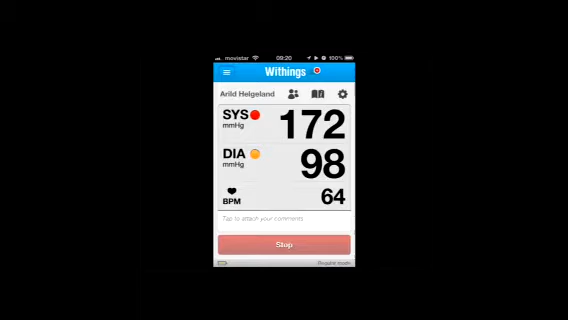 movistar 09:20 100%
Withings
Arild Helgeland
SYS 172
mmHg
DIA 98
mmHg
BPM 64
Tap to attach your comments
Stop
Regular mode